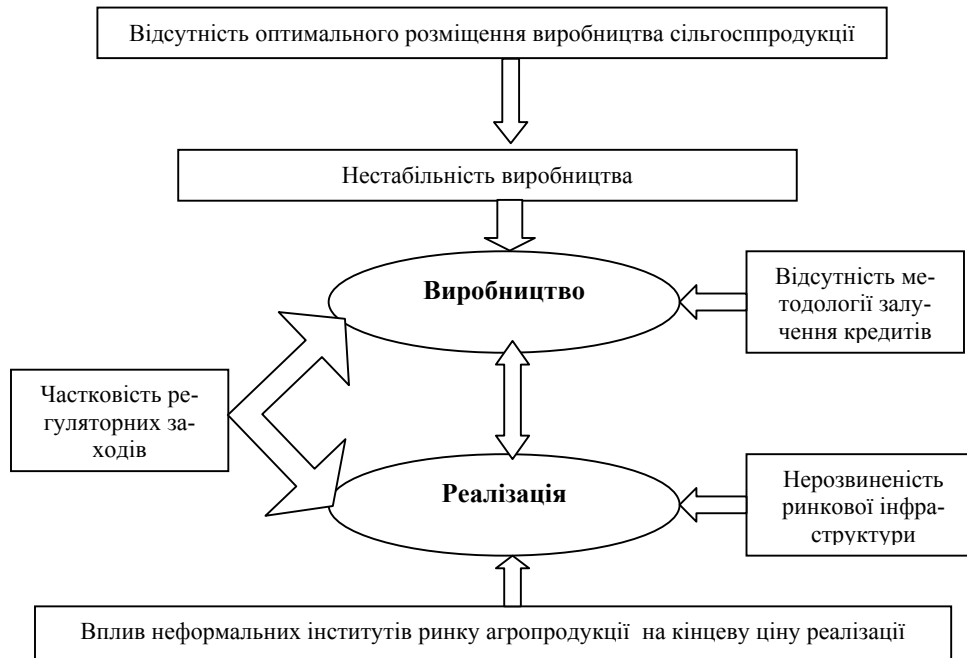 Відсутність оптимального розміщення виробництва сільгосппродукції
Нестабільність виробництва
Виробництво
Відсутність ме-
тодології залу-
чення кредитів
Частковість ре-
гуляторних за-
ходів
Реалізація
Нерозвиненість
ринкової інфра-
структури
Вплив неформальних інститутів ринку агропродукції на кінцеву ціну реалізації